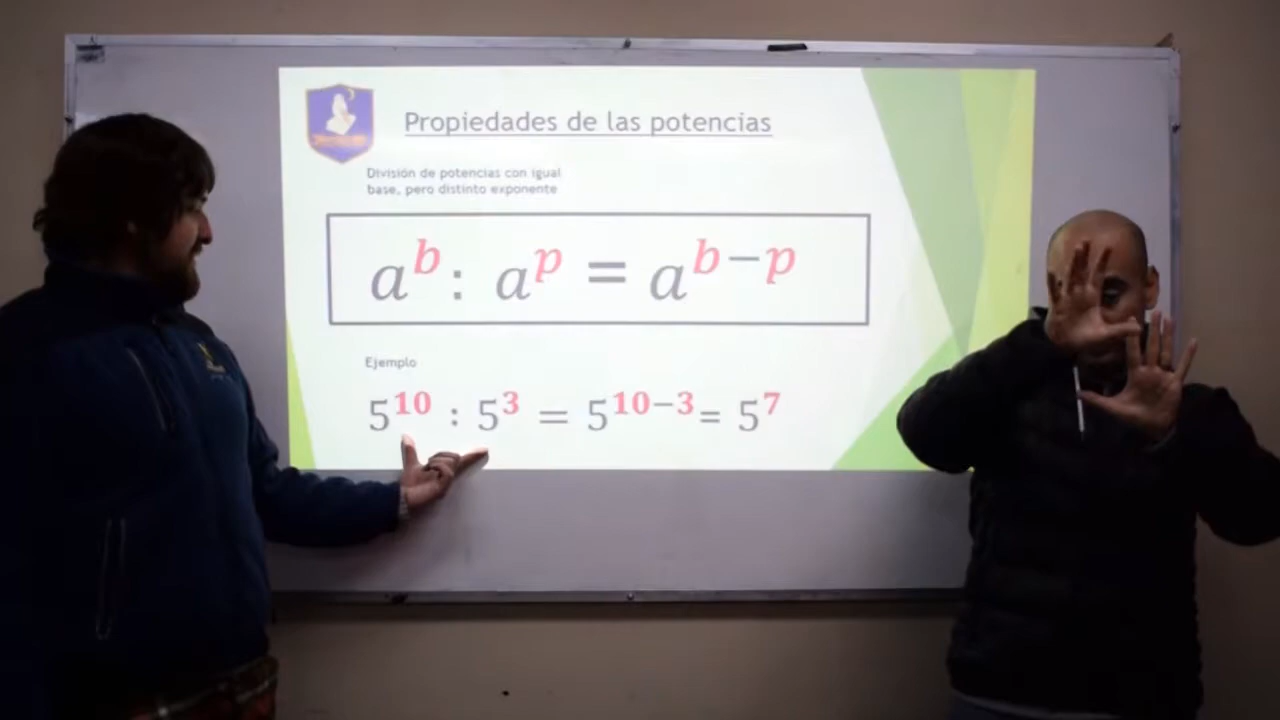 Propiedades de las potencias
División de potencias con igual
base, pero distinto exponente
a^b : a^p = a^{b-p}
Ejemplo
5^{10} : 5^3 = 5^{10-3} = 5^7